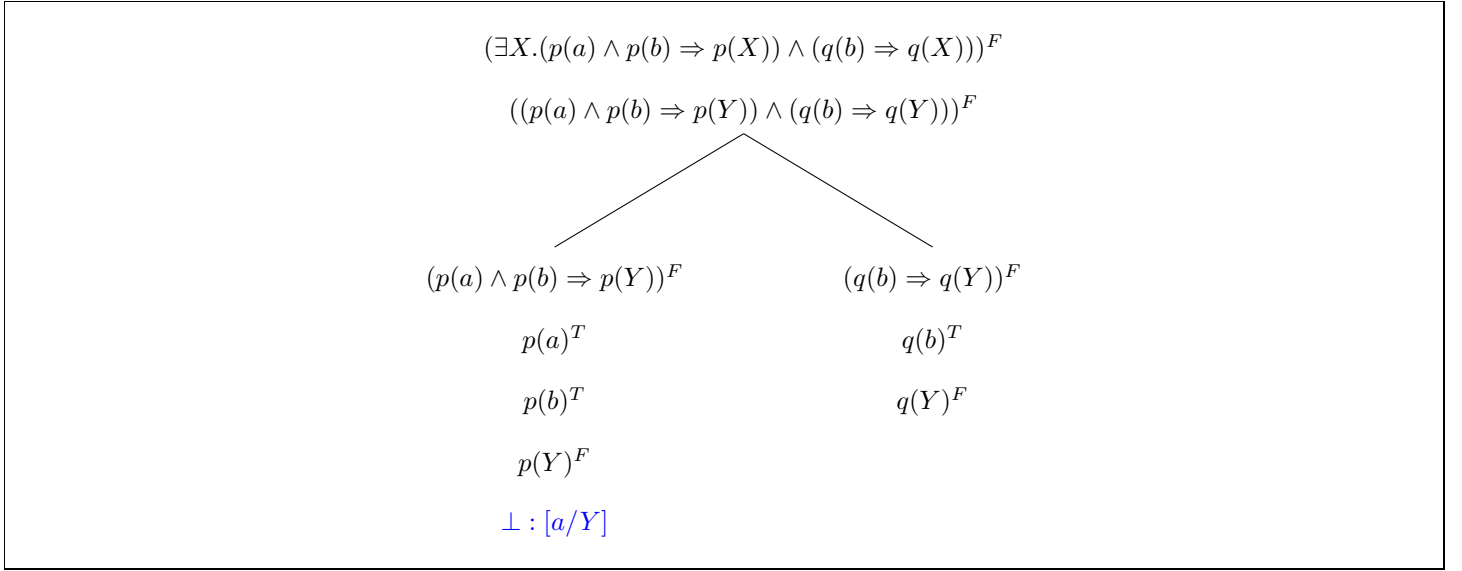 (∃X.(p(a) ∧ p(b) ⇒ p(X)) ∧ (q(b) ⇒ q(X)))^F
((p(a) ∧ p(b) ⇒ p(Y)) ∧ (q(b) ⇒ q(Y)))^F
(p(a) ∧ p(b) ⇒ p(Y))^F (q(b) ⇒ q(Y))^F
p(a)^T q(b)^T
p(b)^T q(Y)^F
p(Y)^F
⊥ : [a/Y]